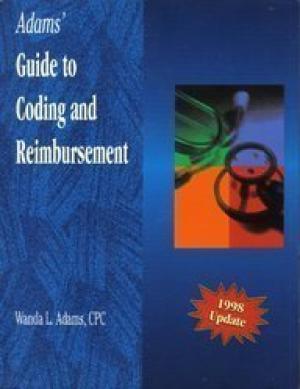 Adams'
Guide to
Coding and
Reimbursement
Wanda L. Adams, CPC
1998
Update